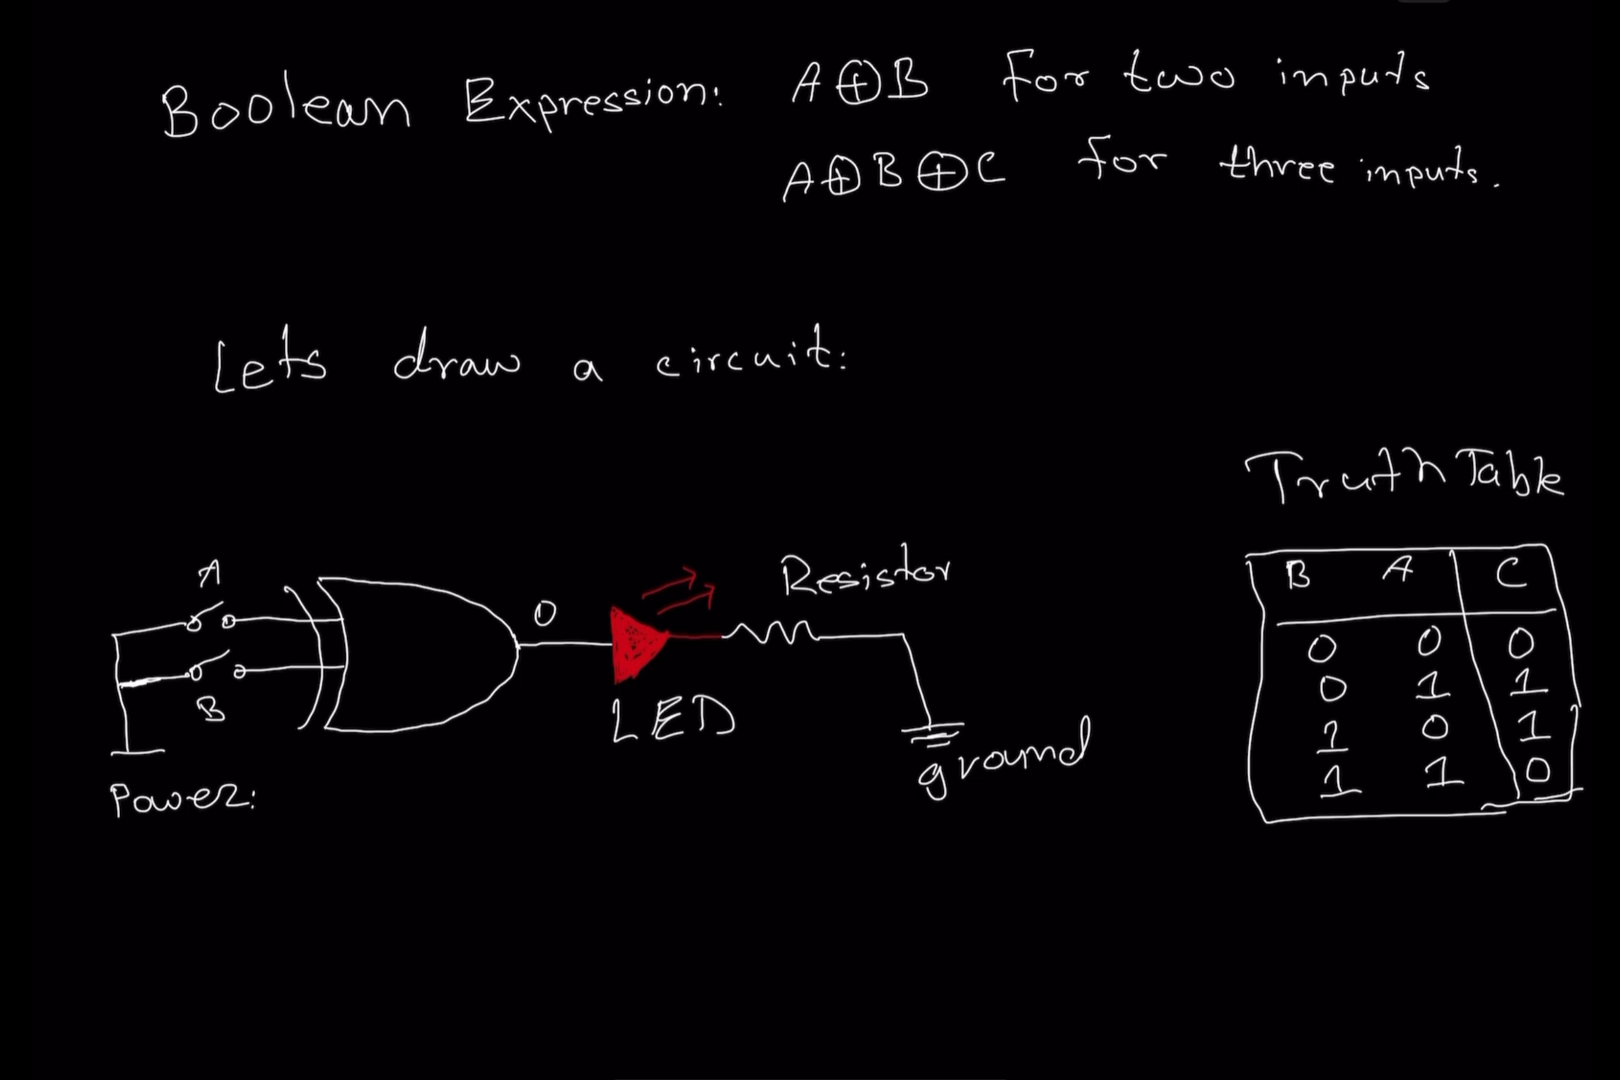 Boolean Expression: A⊕B for two inputs
A⊕B⊕C for three inputs.
Lets draw a circuit:
Truth Table
B A C
0 0 0
0 1 1
1 0 1
1 1 0
A
B
Power:
0
LED
Resistor
ground